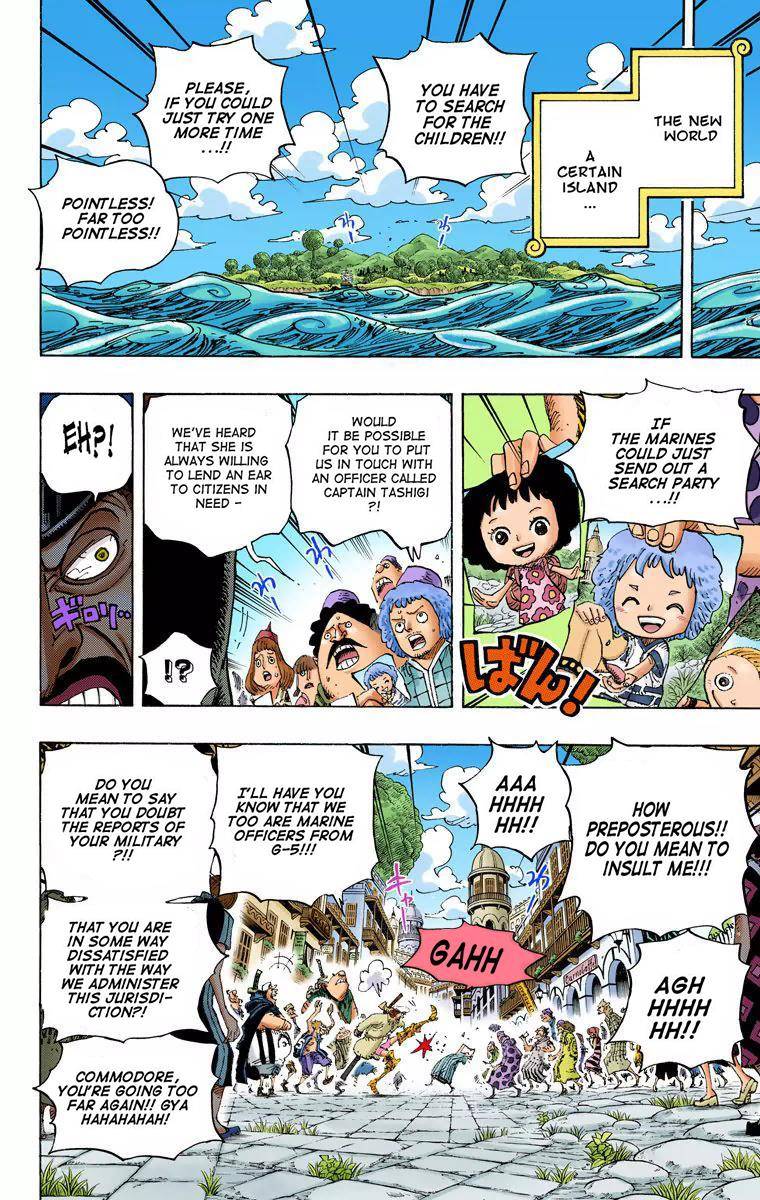 THE NEW
WORLD
A
CERTAIN
ISLAND
...
YOU HAVE
TO SEARCH
FOR THE
CHILDREN!!
PLEASE,
IF YOU COULD
JUST TRY ONE
MORE TIME
...!!
POINTLESS!
FAR TOO
POINTLESS!!
IF
THE MARINES
COULD JUST
SEND OUT A
SEARCH PARTY
...!!
ばん!
WOULD
IT BE POSSIBLE
FOR YOU TO PUT
US IN TOUCH WITH
AN OFFICER CALLED
CAPTAIN TASHIGI
?!
WE'VE HEARD
THAT SHE IS
ALWAYS WILLING
TO LEND AN EAR
TO CITIZENS IN
NEED -
!?
EH?!
ギロリ..
HOW
PREPOSTEROUS!!
DO YOU MEAN TO
INSULT ME!!!
AAA
HHHH
HH!!
I'LL HAVE YOU
KNOW THAT WE
TOO ARE MARINE
OFFICERS FROM
G-5!!!
DO YOU
MEAN TO SAY
THAT YOU DOUBT
THE REPORTS OF
YOUR MILITARY
?!!
キャー
GAHH
AGH
HHHH
HH!!
THAT YOU ARE
IN SOME WAY
DISSATISFIED
WITH THE WAY
WE ADMINISTER
THIS JURISDI-
CTION?!
COMMODORE,
YOU'RE GOING TOO
FAR AGAIN!! GYA
HAHAHAHAH!